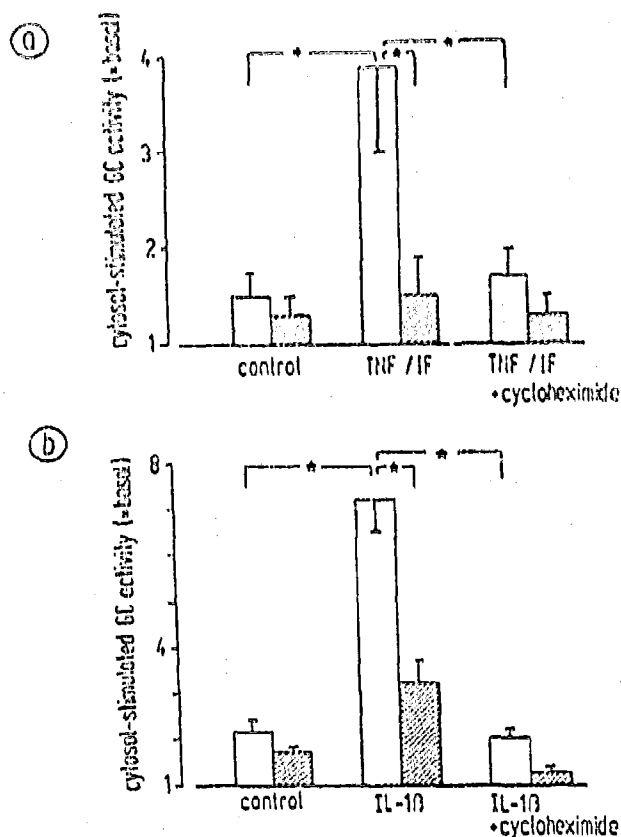 a
cytosol-stimulated GC activity (=basal)
4
3
2
1
* * *
control
TNF / IF
TNF / IF
+cycloheximide
b
cytosol-stimulated GC activity (=basal)
8
4
1
* * *
control
IL-1β
IL-1β
+cycloheximide